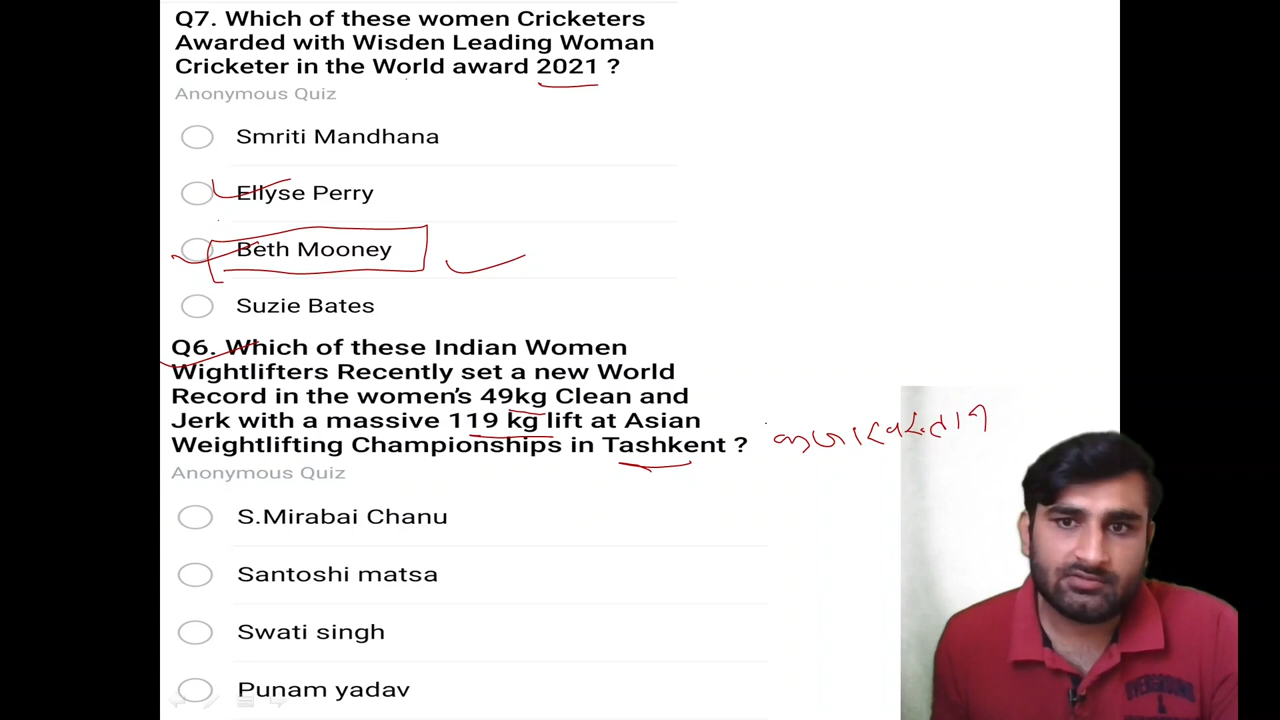 Q7. Which of these women Cricketers
Awarded with Wisden Leading Woman
Cricketer in the World award 2021 ?
Anonymous Quiz
Smriti Mandhana
Ellyse Perry
Beth Mooney
Suzie Bates
Q6. Which of these Indian Women
Wightlifters Recently set a new World
Record in the women's 49kg Clean and
Jerk with a massive 119 kg lift at Asian
Weightlifting Championships in Tashkent ?
Anonymous Quiz
S.Mirabai Chanu
Santoshi matsa
Swati singh
Punam yadav